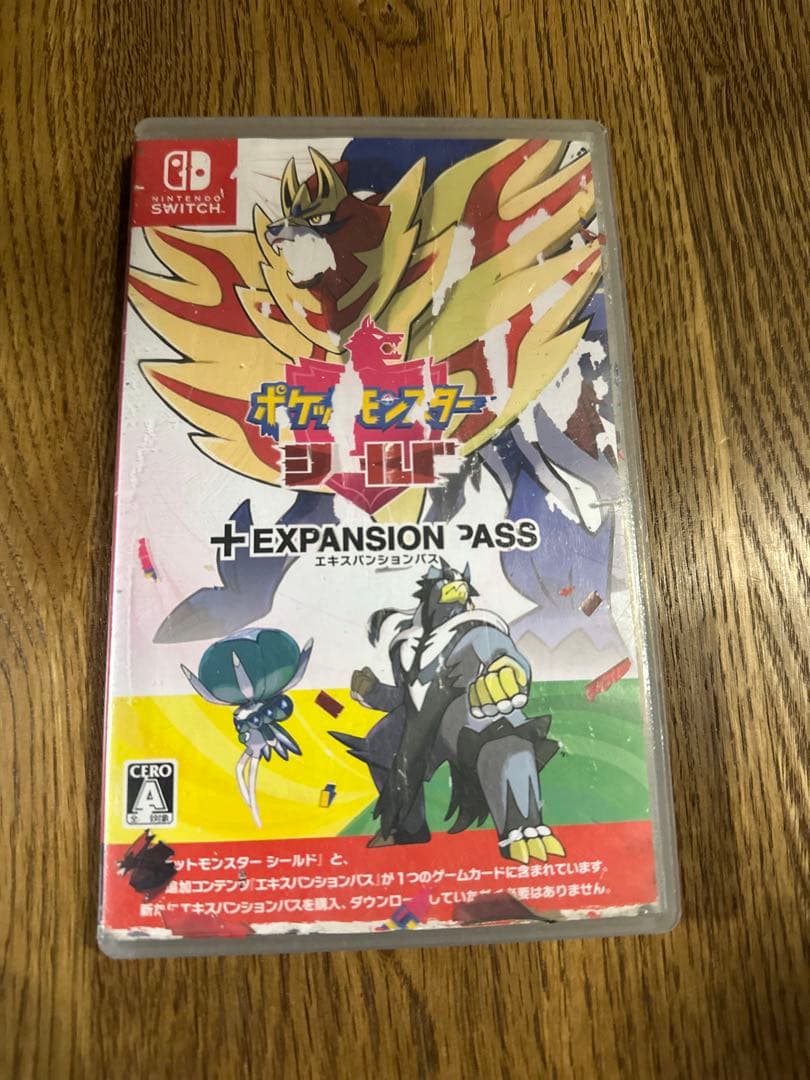 NINTENDO
SWITCH
ポケッ モンスター
シールド
+EXPANSION PASS
エキスパンションパス
CERO
A
全 対象
ットモンスター シールド』と、
追加コンテンツ『エキスパンションパス』が1つのゲームカードに含まれています。
新たにエキスパンションパスを購入、ダウンロー していた 必要はありません。